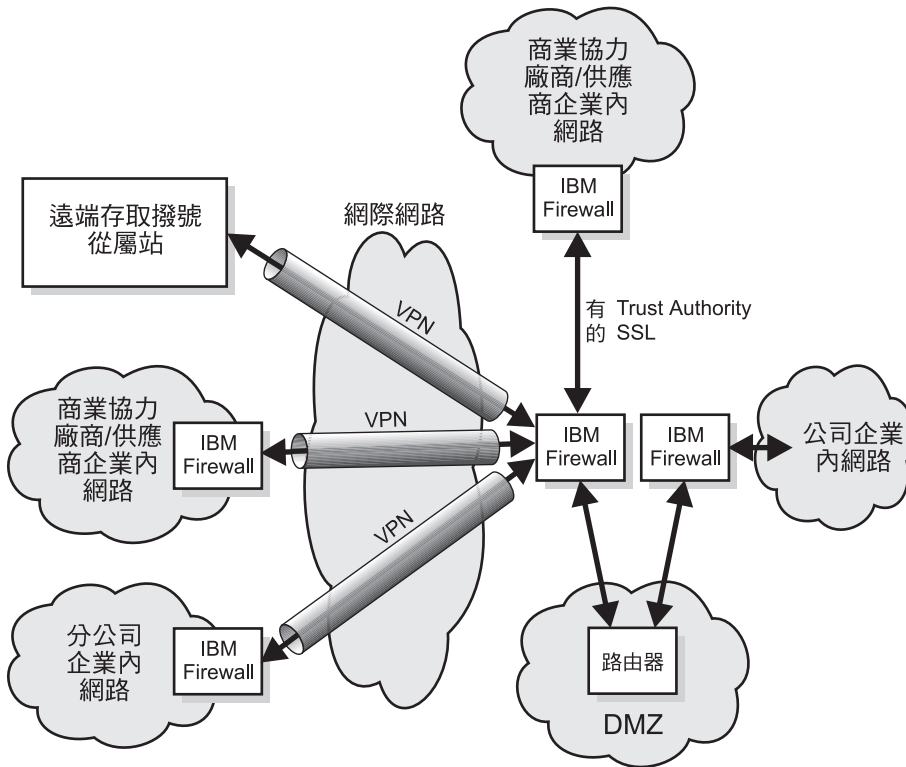 商業協力
廠商/供應
商企業內
網路
IBM
Firewall
遠端存取撥號
從屬站
網際網路
VPN
有 Trust Authority
的 SSL
商業協力
廠商/供應
商企業內
網路
IBM
Firewall
VPN
IBM
Firewall
IBM
Firewall
公司企業
內網路
VPN
分公司
企業內
網路
IBM
Firewall
路由器
DMZ